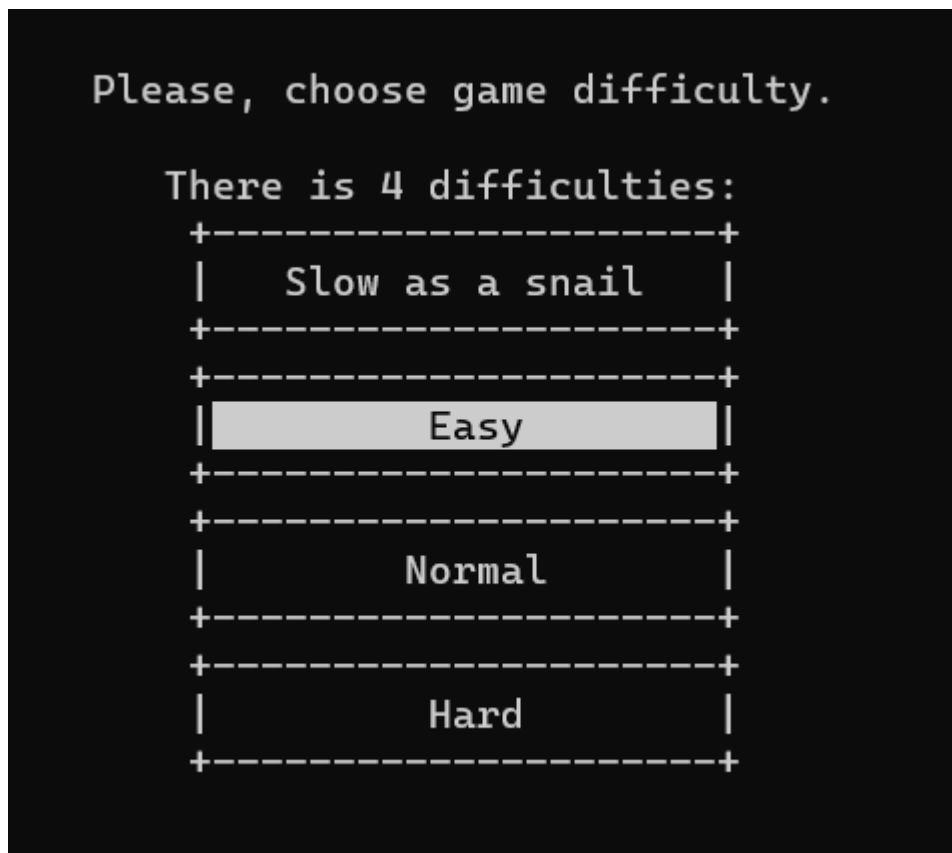 Please, choose game difficulty.
There is 4 difficulties:
+---------------------+
|   Slow as a snail   |
+---------------------+
+---------------------+
|         Easy        |
+---------------------+
+---------------------+
|        Normal       |
+---------------------+
+---------------------+
|         Hard        |
+---------------------+